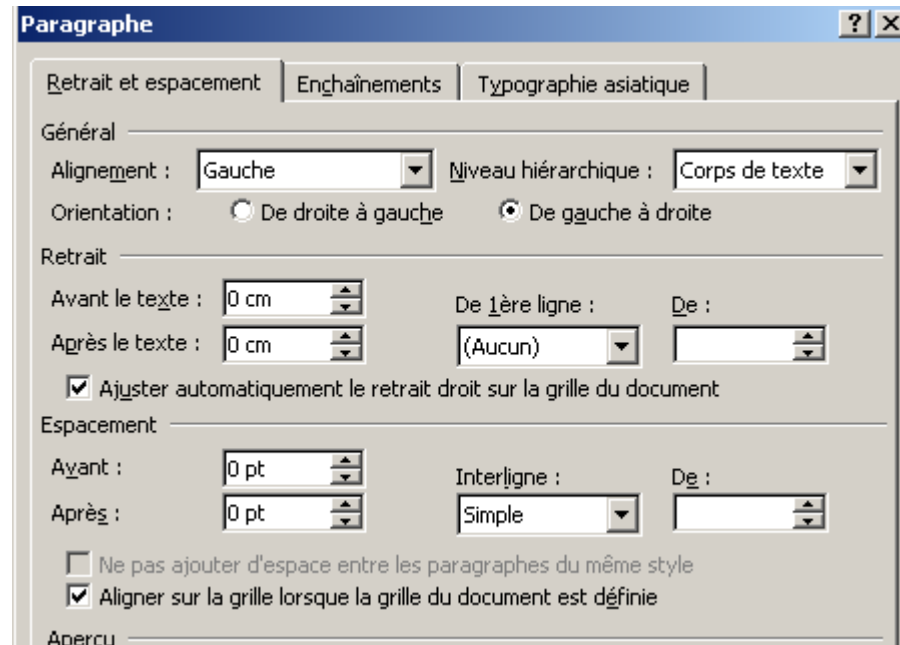 Paragraphe
Retrait et espacement Enchaînements Typographie asiatique
Général
Alignement : Gauche Niveau hiérarchique : Corps de texte
Orientation : De droite à gauche De gauche à droite
Retrait
Avant le texte : 0 cm De 1ère ligne : De :
Après le texte : 0 cm (Aucun)
Ajuster automatiquement le retrait droit sur la grille du document
Espacement
Avant : 0 pt Interligne : De :
Après : 0 pt Simple
Ne pas ajouter d'espace entre les paragraphes du même style
Aligner sur la grille lorsque la grille du document est définie
Aperçu